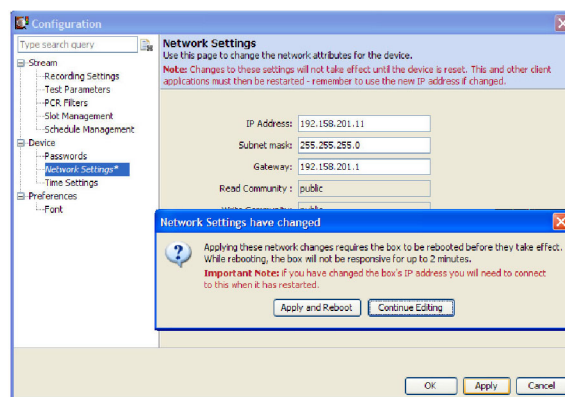 Configuration
Type search query
Stream
Recording Settings
Test Parameters
PCR Filters
Slot Management
Schedule Management
Device
Passwords
Network Settings*
Time Settings
Preferences
Font
Network Settings
Use this page to change the network attributes for the device.
Note: Changes to these settings will not take effect until the device is reset. This and other client
applications must then be restarted - remember to use the new IP address if changed.
IP Address: 192.158.201.11
Subnet mask: 255.255.255.0
Gateway: 192.158.201.1
Read Community : public
Network Settings have changed
Applying these network changes requires the box to be rebooted before they take effect.
While rebooting, the box will not be responsive for up to 2 minutes.
Important Note: if you have changed the box's IP address you will need to connect
to this when it has restarted.
Apply and Reboot Continue Editing
OK Apply Cancel